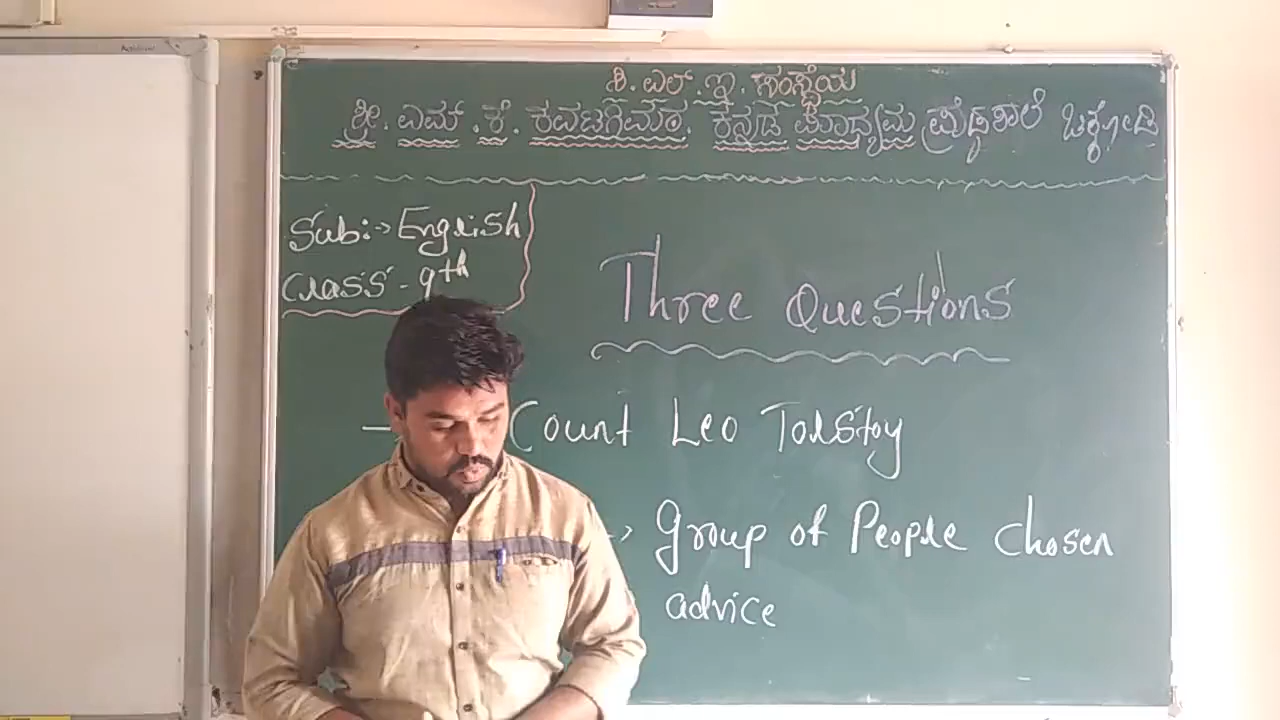 ಶಿ. ಎಲ್. ಇ. ಸಂಸ್ಥೆಯ
ಶ್ರೀ. ಎಮ್. ಕೆ. ಕವಟಗಿಮಠ. ಕನ್ನಡ ಮಾಧ್ಯಮ ಪ್ರೌಢಶಾಲೆ ಚಿಕ್ಕೋಡಿ
Sub:-> English
Class - 9th
Three Questions
Count Leo Tolstoy
-> Group of People chosen
advice